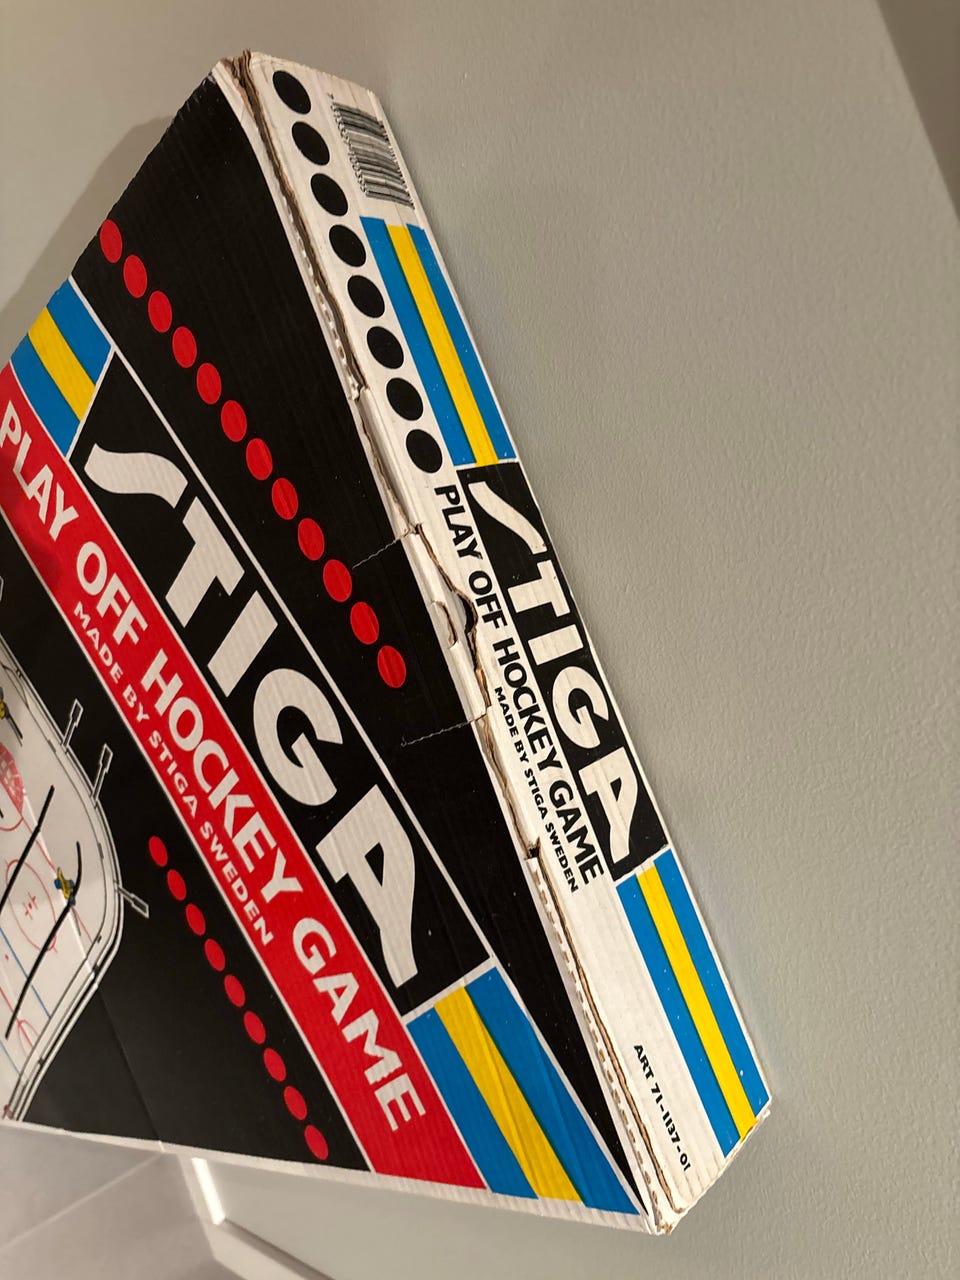 STIGA
PLAY OFF HOCKEY GAME
MADE BY STIGA SWEDEN
STIGA
PLAY OFF HOCKEY GAME
MADE BY STIGA SWEDEN
ART 71-1137-01